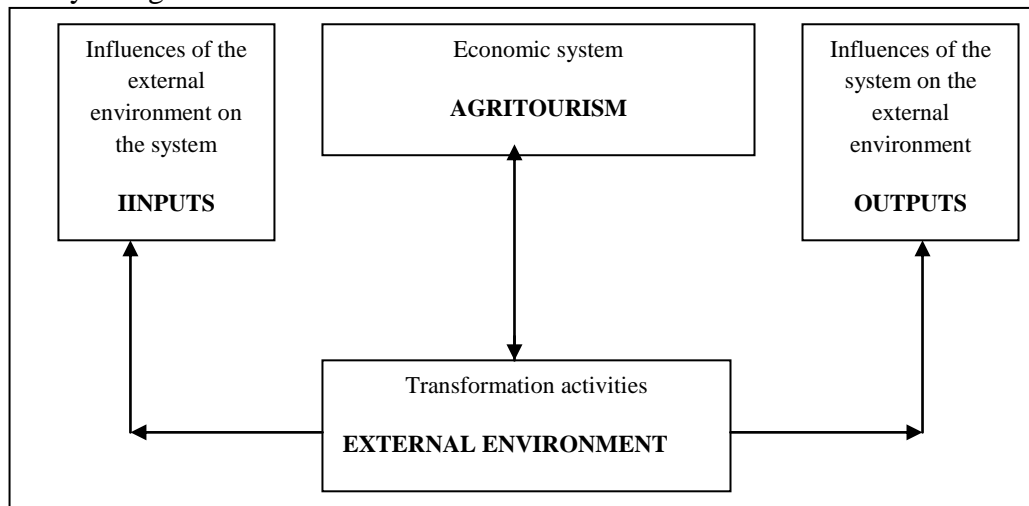 Influences of the
external
environment on
the system
IINPUTS
Economic system
AGRITOURISM
Influences of the
system on the
external
environment
OUTPUTS
Transformation activities
EXTERNAL ENVIRONMENT